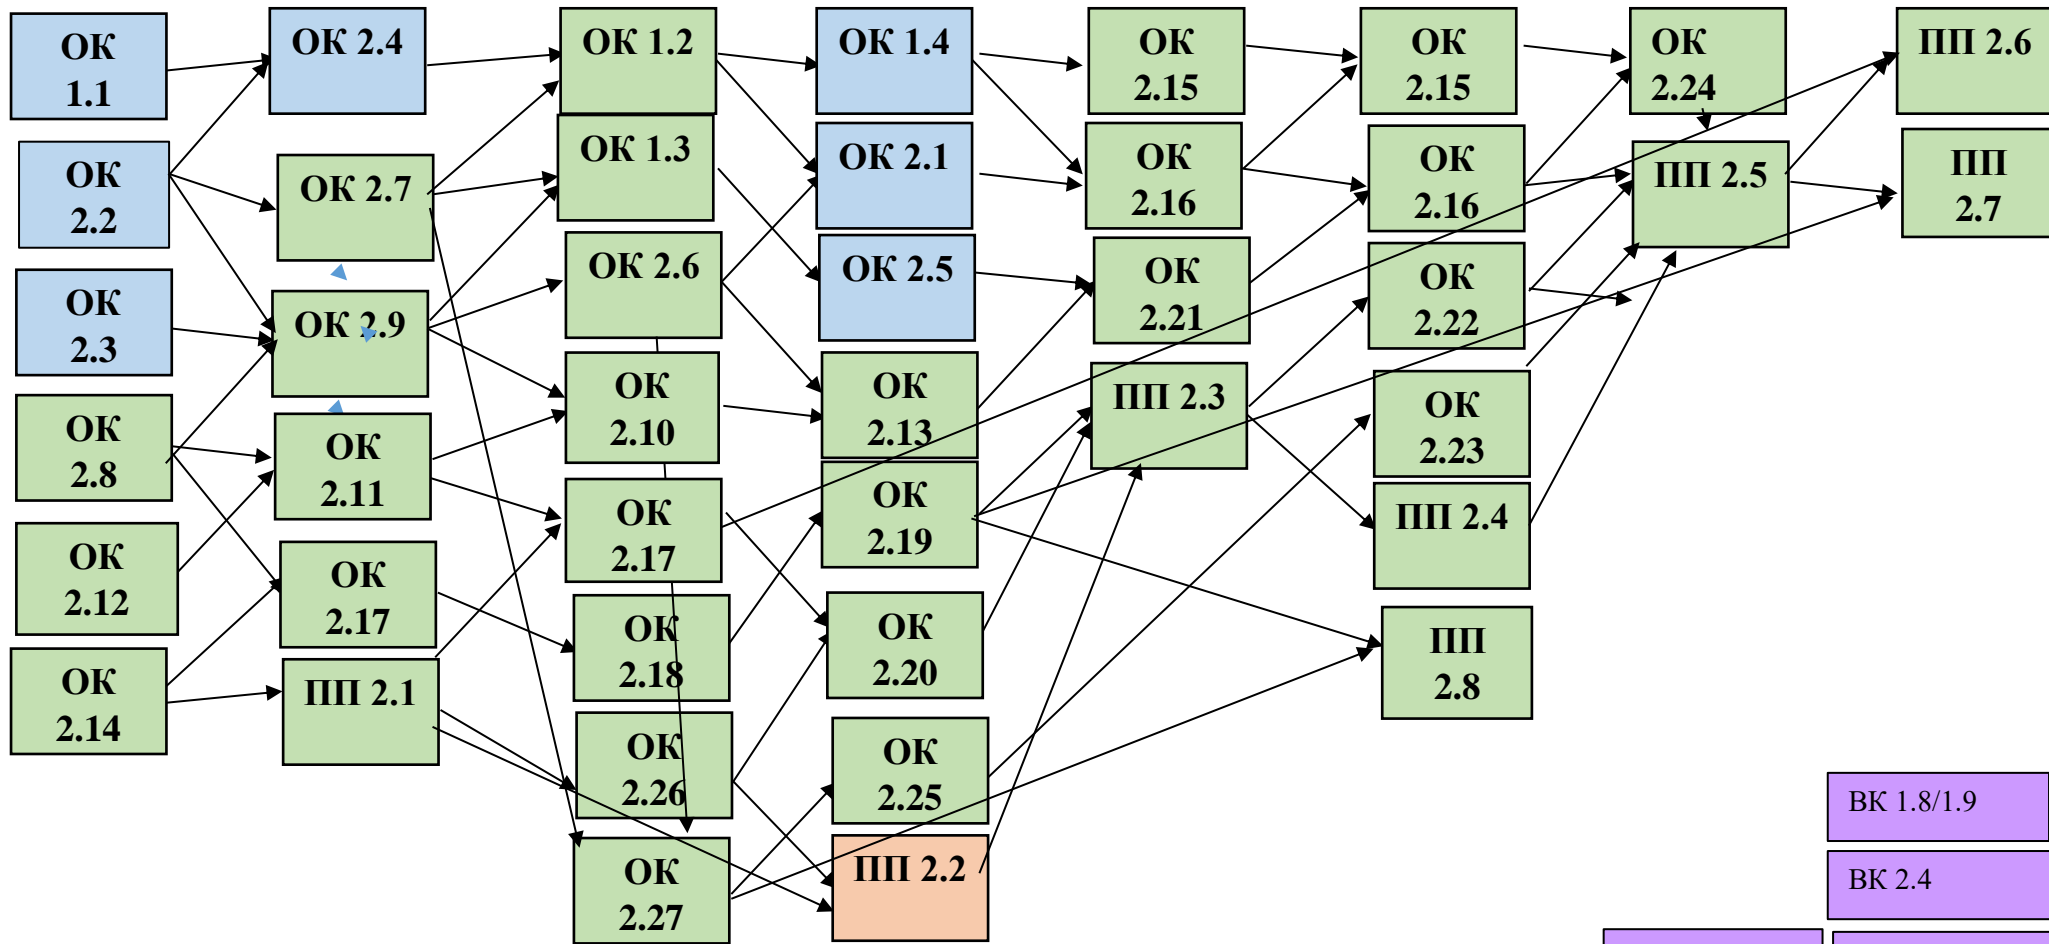 ОК
1.1
ОК
2.2
ОК
2.3
ОК
2.8
ОК
2.12
ОК
2.14
ОК 2.4
ОК 2.7
ОК 2.9
ОК
2.11
ОК
2.17
ПП 2.1
ОК 1.2
ОК 1.3
ОК 2.6
ОК
2.10
ОК
2.17
ОК
2.18
ОК
2.26
ОК
2.27
ОК 1.4
ОК 2.1
ОК 2.5
ОК
2.13
ОК
2.19
ОК
2.20
ОК
2.25
ПП 2.2
ОК
2.15
ОК
2.16
ОК
2.21
ПП 2.3
ОК
2.15
ОК
2.16
ОК
2.22
ОК
2.23
ПП 2.4
ПП
2.8
ОК
2.24
ПП 2.5
ПП 2.6
ПП
2.7
ВК 1.8/1.9
ВК 2.4